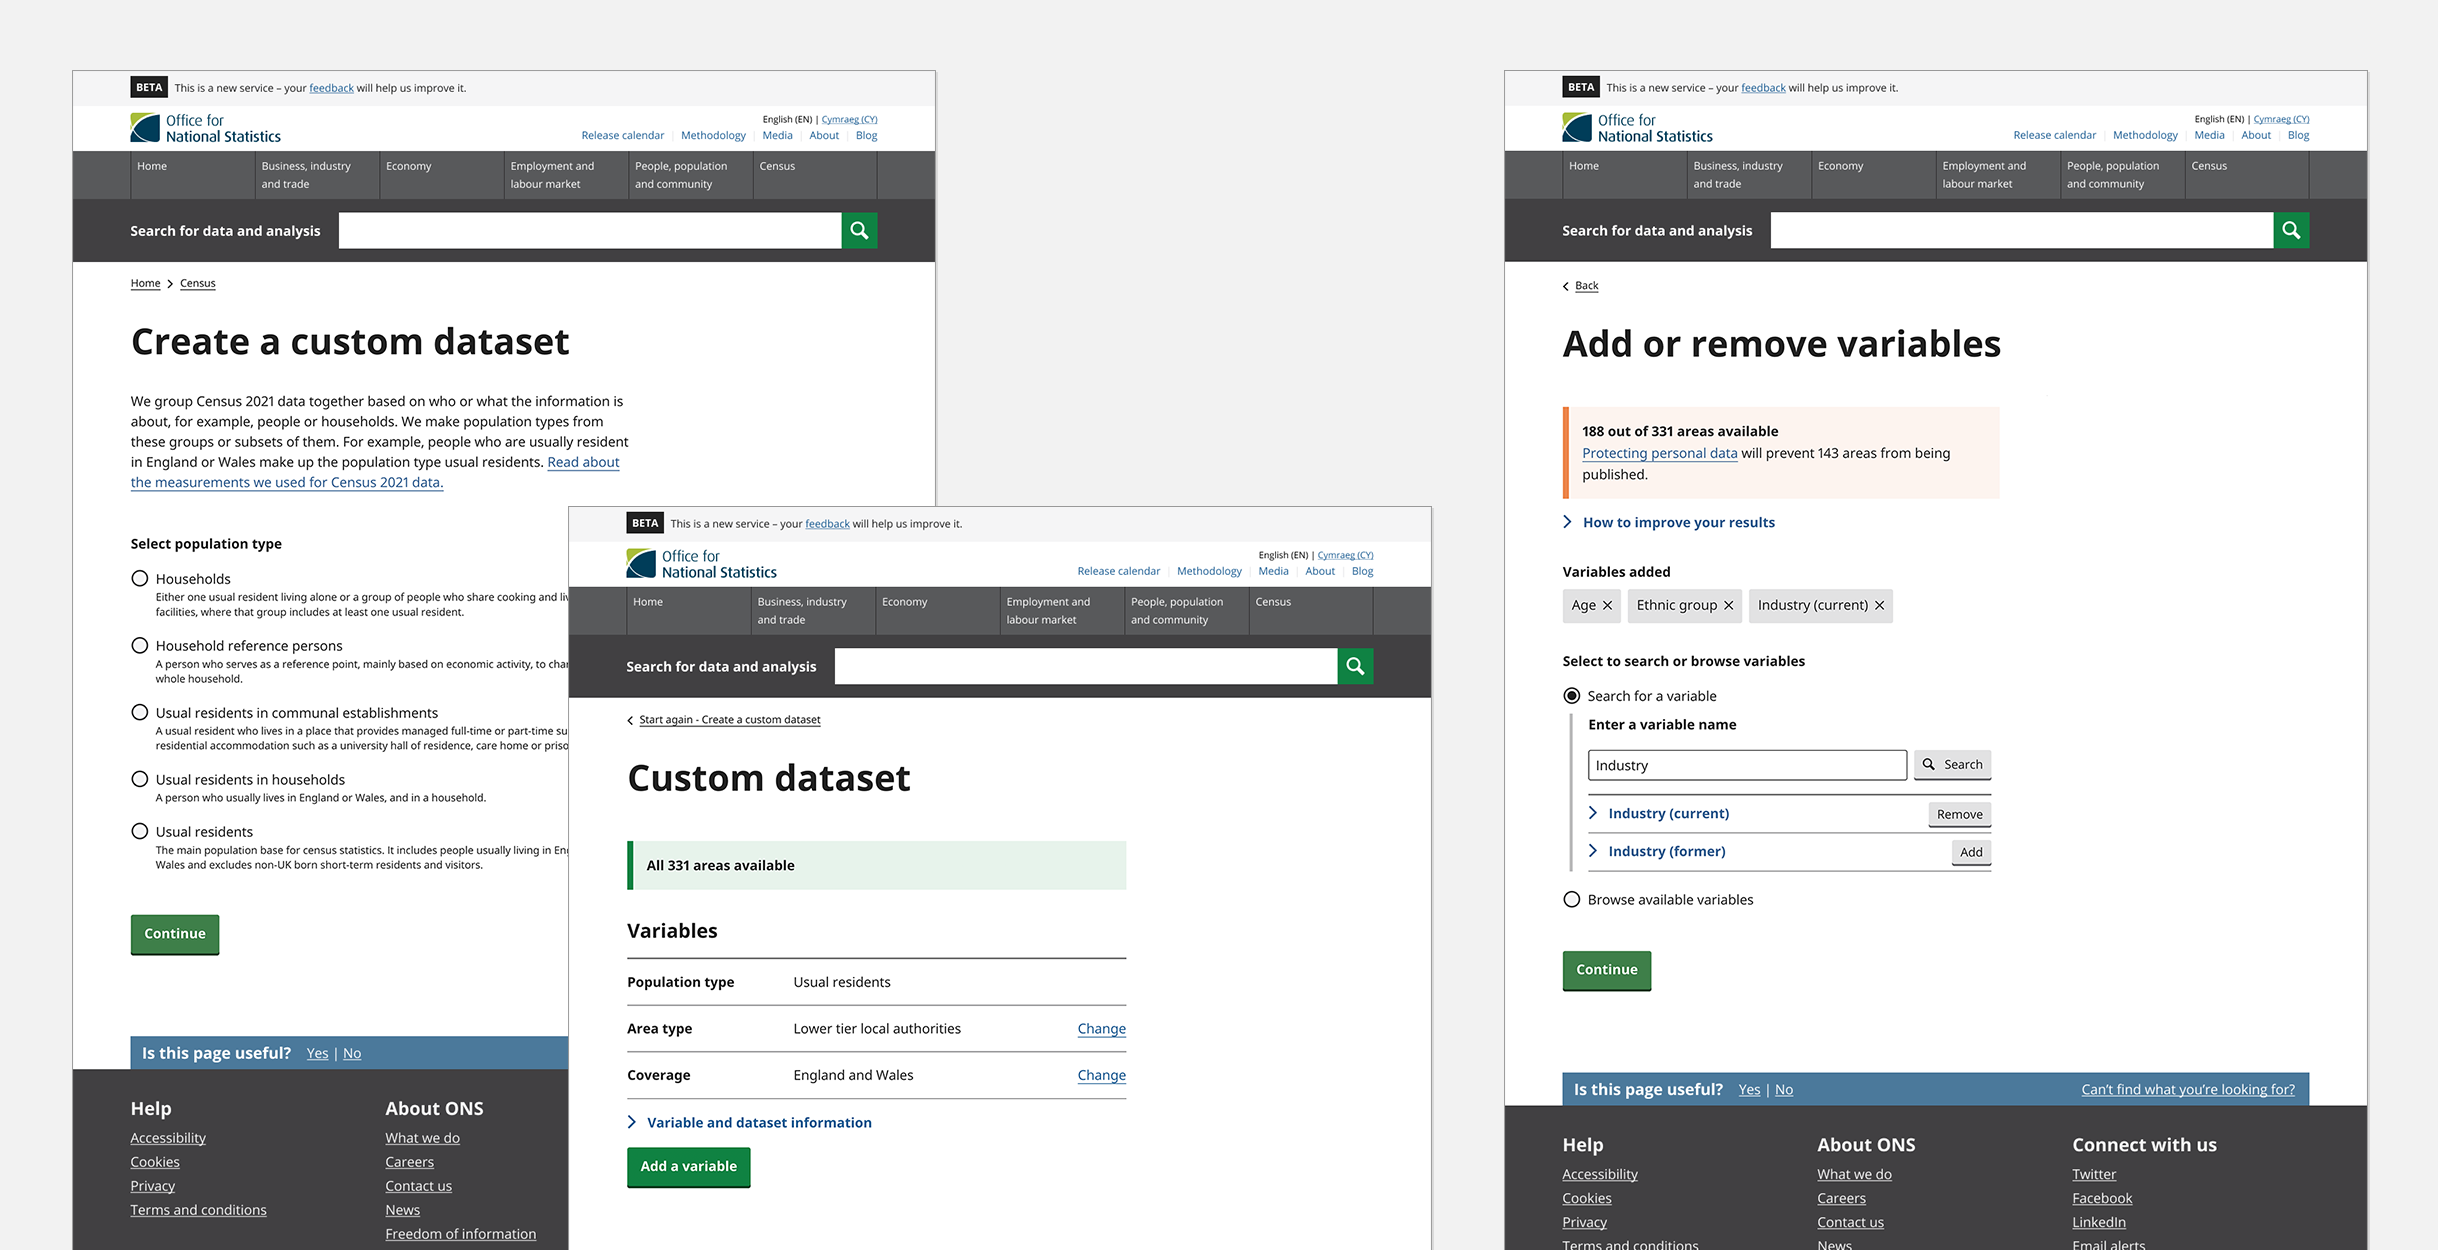 BETA This is a new service – your feedback will help us improve it.
Office for
National Statistics
English (EN) | Cymraeg (CY)
Release calendar Methodology Media About Blog
Home
Business, industry
and trade
Economy
Employment and
labour market
People, population
and community
Census
Search for data and analysis
Home Census
Create a custom dataset
We group Census 2021 data together based on who or what the information is
about, for example, people or households. We make population types from
these groups or subsets of them. For example, people who are usually resident
in England or Wales make up the population type usual residents. Read about
the measurements we used for Census 2021 data.
Select population type
Households
Either one usual resident living alone or a group of people who share cooking and
facilities, where that group includes at least one usual resident.
Household reference persons
A person who serves as a reference point, mainly based on economic activity, to
whole household.
Usual residents in communal establishments
A usual resident who lives in a place that provides managed full-time or part-time
residential accommodation such as a university hall of residence, care home or
Usual residents in households
A person who usually lives in England or Wales, and in a household.
Usual residents
The main population base for census statistics. It includes people usually living in
Wales and excludes non-UK born short-term residents and visitors.
Continue
Is this page useful? Yes | No
Help
Accessibility
Cookies
Privacy
Terms and conditions
About ONS
What we do
Careers
Contact us
News
Freedom of information
BETA This is a new service – your feedback will help us improve it.
Office for
National Statistics
English (EN) | Cymraeg (CY)
Release calendar Methodology Media About Blog
Home
Business, industry
and trade
Economy
Employment and
labour market
People, population
and community
Census
Search for data and analysis
Start again - Create a custom dataset
Custom dataset
All 331 areas available
Variables
Population type Usual residents
Area type Lower tier local authorities Change
Coverage England and Wales Change
Variable and dataset information
Add a variable
BETA This is a new service – your feedback will help us improve it.
Office for
National Statistics
English (EN) | Cymraeg (CY)
Release calendar Methodology Media About Blog
Home
Business, industry
and trade
Economy
Employment and
labour market
People, population
and community
Census
Search for data and analysis
Back
Add or remove variables
188 out of 331 areas available
Protecting personal data will prevent 143 areas from being
published.
How to improve your results
Variables added
Age Ethnic group Industry (current)
Select to search or browse variables
Search for a variable
Enter a variable name
Industry Search
Industry (current) Remove
Industry (former) Add
Browse available variables
Continue
Is this page useful? Yes | No Can't find what you're looking for?
Help
Accessibility
Cookies
Privacy
Terms and conditions
About ONS
What we do
Careers
Contact us
News
Connect with us
Twitter
Facebook
LinkedIn
Email alerts